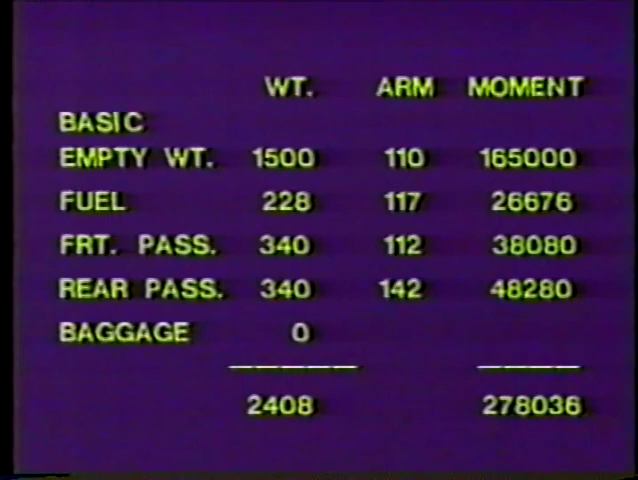 WT. ARM MOMENT
BASIC
EMPTY WT. 1500 110 165000
FUEL 228 117 26676
FRT. PASS. 340 112 38080
REAR PASS. 340 142 48280
BAGGAGE 0
2408 278036